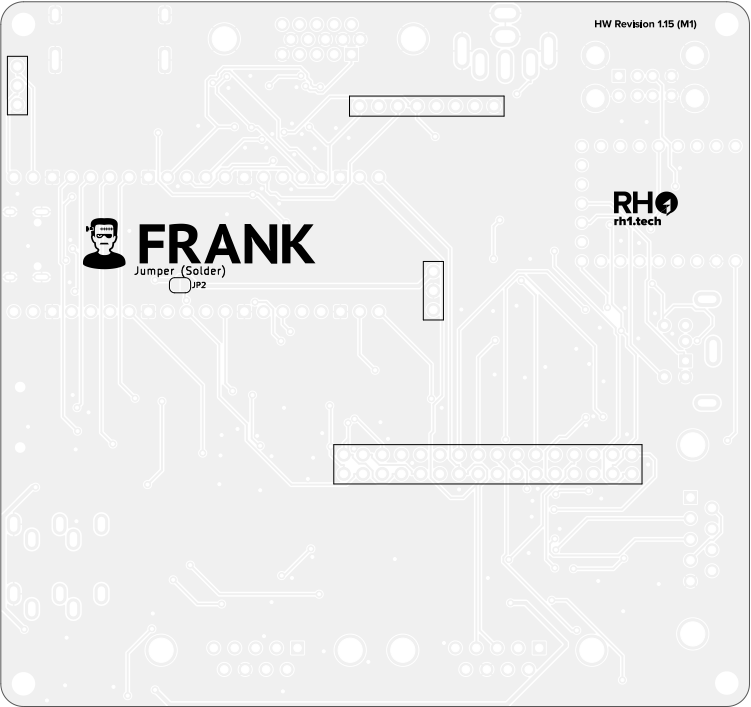 HW Revision 1.15 (M1)
RH
rh1.tech
FRANK
Jumper (Solder)
JP2